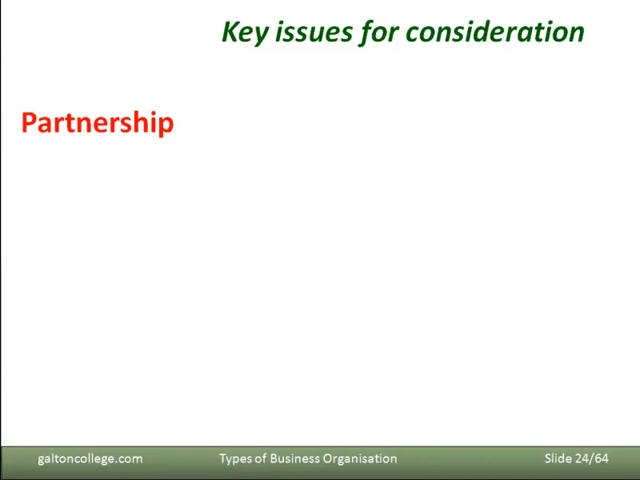 Key issues for consideration
Partnership
galtoncollege.com Types of Business Organisation Slide 24/64